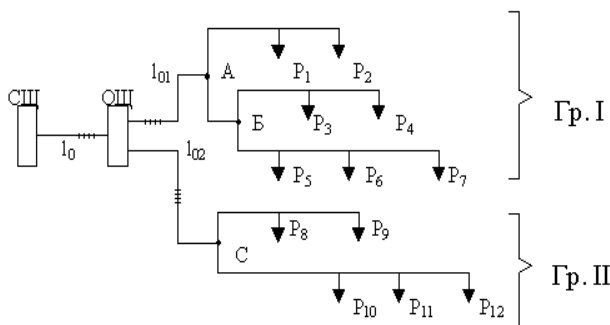 l₀₁
А
P₁
P₂
СЩ
ОЩ
l₀
l₀₂
Б
P₃
P₄
Гр. I
P₅
P₆
P₇
P₈
P₉
С
Гр. II
P₁₀
P₁₁
P₁₂